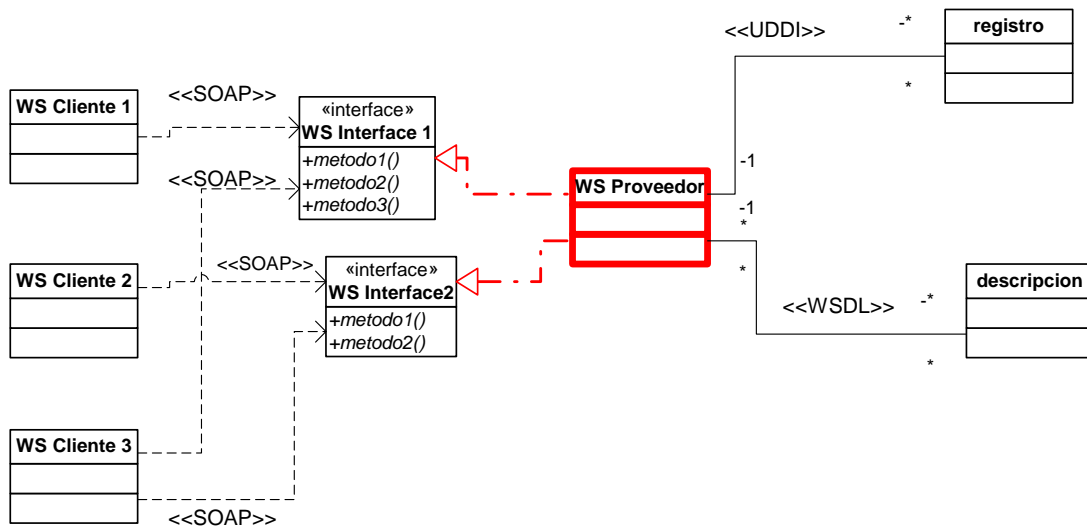 <<UDDI>>
-*
registro
*
WS Cliente 1
<<SOAP>>
«interface»
WS Interface 1
+metodo1()
+metodo2()
+metodo3()
<<SOAP>>
-1
WS Proveedor
-1
*
*
WS Cliente 2
<<SOAP>>
«interface»
WS Interface2
+metodo1()
+metodo2()
descripcion
<<WSDL>>
-*
*
WS Cliente 3
<<SOAP>>